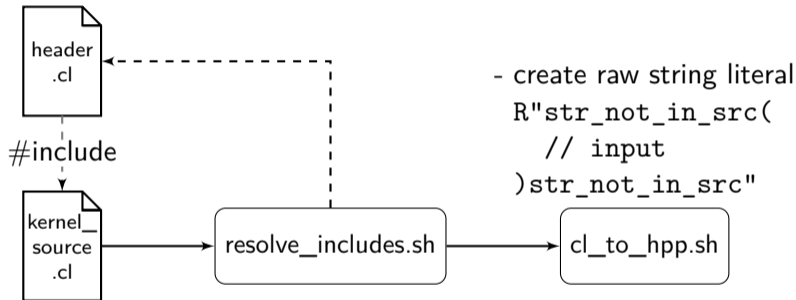 header
.cl
- create raw string literal
R"str_not_in_src(
// input
)str_not_in_src"
#include
kernel_
source
.cl
resolve_includes.sh
cl_to_hpp.sh